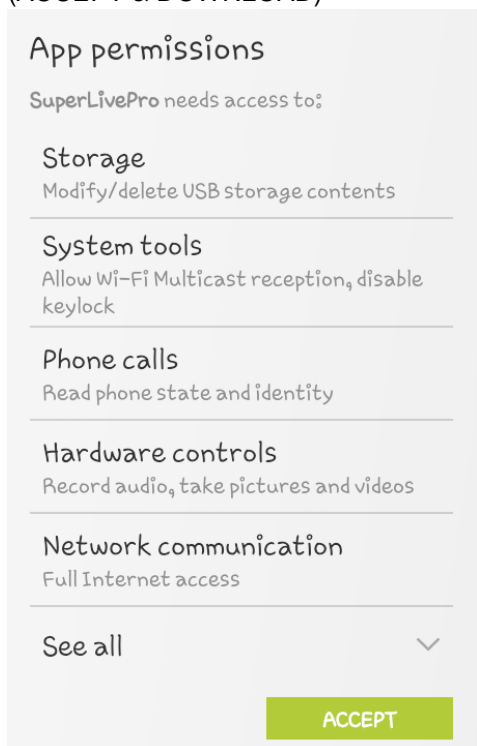 (ACCEPT & DOWNLOAD)
App permissions
SuperLivePro needs access to:
Storage
Modify/delete USB storage contents
System tools
Allow Wi-Fi Multicast reception, disable
keylock
Phone calls
Read phone state and identity
Hardware controls
Record audio, take pictures and videos
Network communication
Full Internet access
See all
ACCEPT